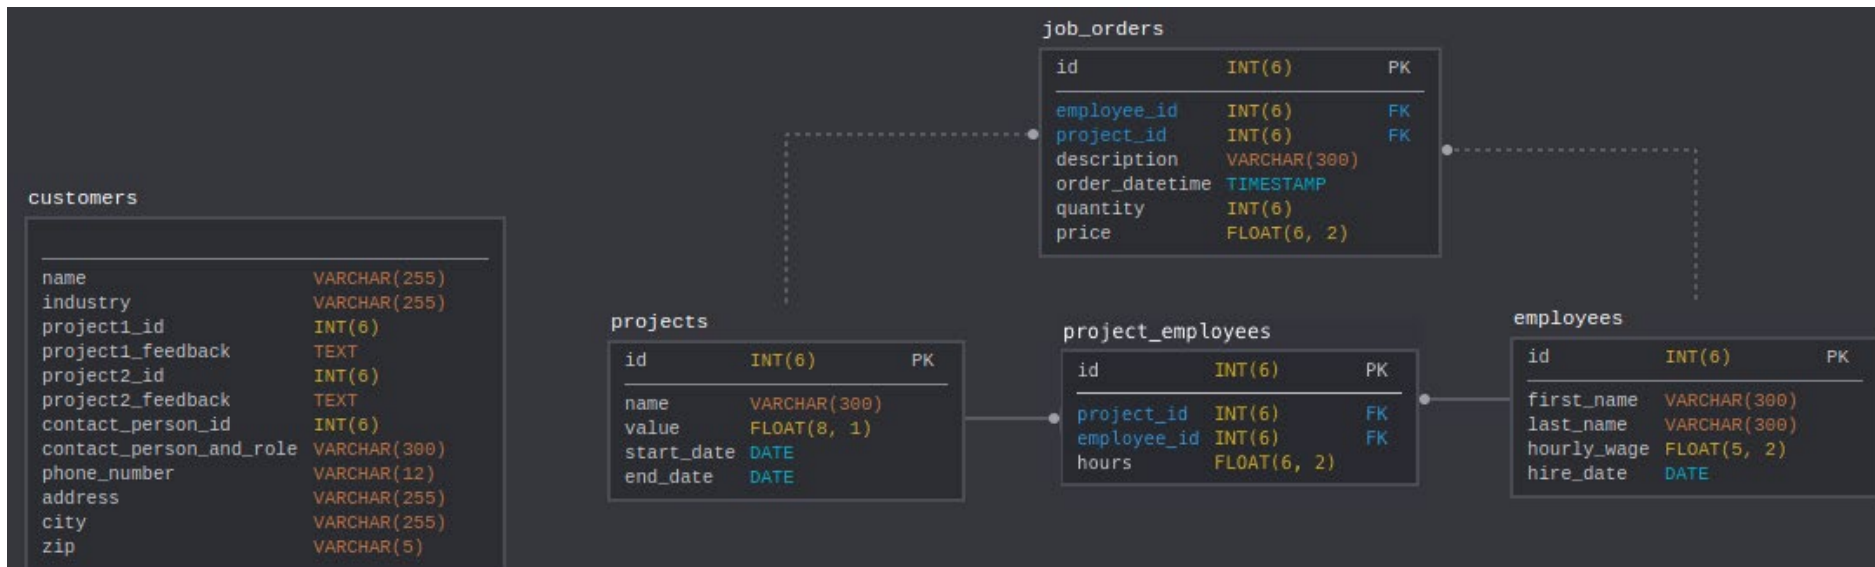 customers
name VARCHAR(255)
industry VARCHAR(255)
project1_id INT(6)
project1_feedback TEXT
project2_id INT(6)
project2_feedback TEXT
contact_person_id INT(6)
contact_person_and_role VARCHAR(300)
phone_number VARCHAR(12)
address VARCHAR(255)
city VARCHAR(255)
zip VARCHAR(5)
projects
id INT(6) PK
name VARCHAR(300)
value FLOAT(8, 1)
start_date DATE
end_date DATE
job_orders
id INT(6) PK
employee_id INT(6) FK
project_id INT(6) FK
description VARCHAR(300)
order_datetime TIMESTAMP
quantity INT(6)
price FLOAT(6, 2)
project_employees
id INT(6) PK
project_id INT(6) FK
employee_id INT(6) FK
hours FLOAT(6, 2)
employees
id INT(6) PK
first_name VARCHAR(300)
last_name VARCHAR(300)
hourly_wage FLOAT(5, 2)
hire_date DATE